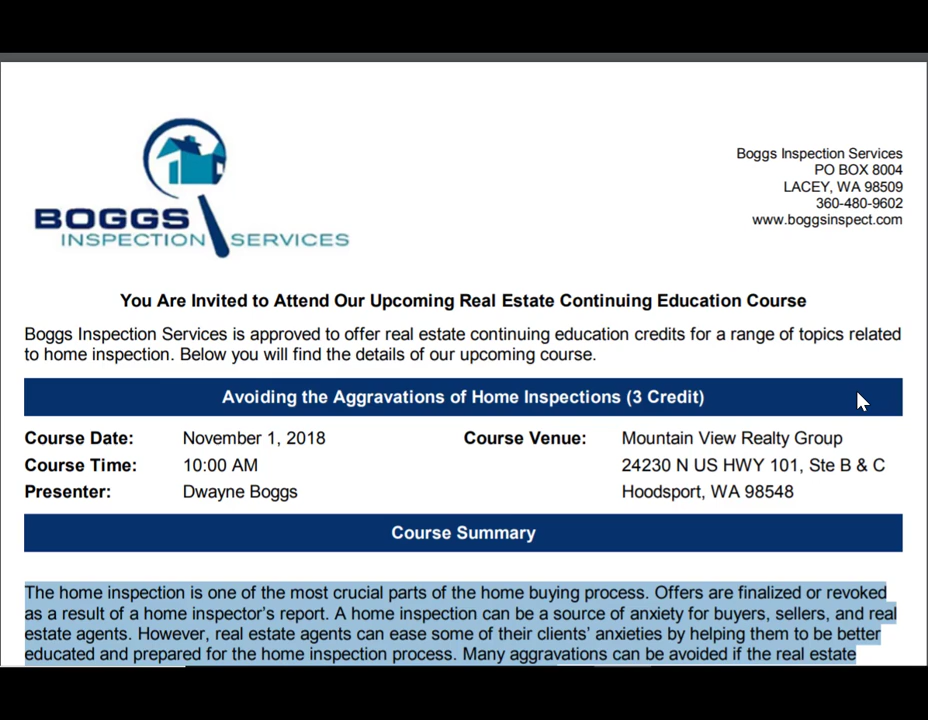 BOGGS
INSPECTION SERVICES
Boggs Inspection Services
PO BOX 8004
LACEY, WA 98509
360-480-9602
www.boggsinspect.com
You Are Invited to Attend Our Upcoming Real Estate Continuing Education Course
Boggs Inspection Services is approved to offer real estate continuing education credits for a range of topics related
to home inspection. Below you will find the details of our upcoming course.
Avoiding the Aggravations of Home Inspections (3 Credit)
Course Date: November 1, 2018 Course Venue: Mountain View Realty Group
Course Time: 10:00 AM 24230 N US HWY 101, Ste B & C
Presenter: Dwayne Boggs Hoodsport, WA 98548
Course Summary
The home inspection is one of the most crucial parts of the home buying process. Offers are finalized or revoked
as a result of a home inspector's report. A home inspection can be a source of anxiety for buyers, sellers, and real
estate agents. However, real estate agents can ease some of their clients' anxieties by helping them to be better
educated and prepared for the home inspection process. Many aggravations can be avoided if the real estate